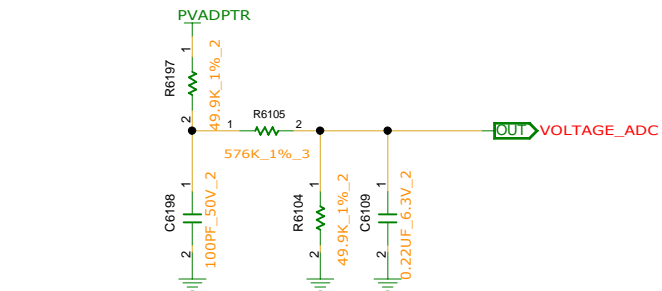 PVADPTR
1
R6197
49.9K_1%_2
2
1
R6105
2
576K_1%_3
OUT
VOLTAGE_ADC
1
C6198
100PF_50V_2
2
1
R6104
49.9K_1%_2
2
1
C6109
0.22UF_6.3V_2
2